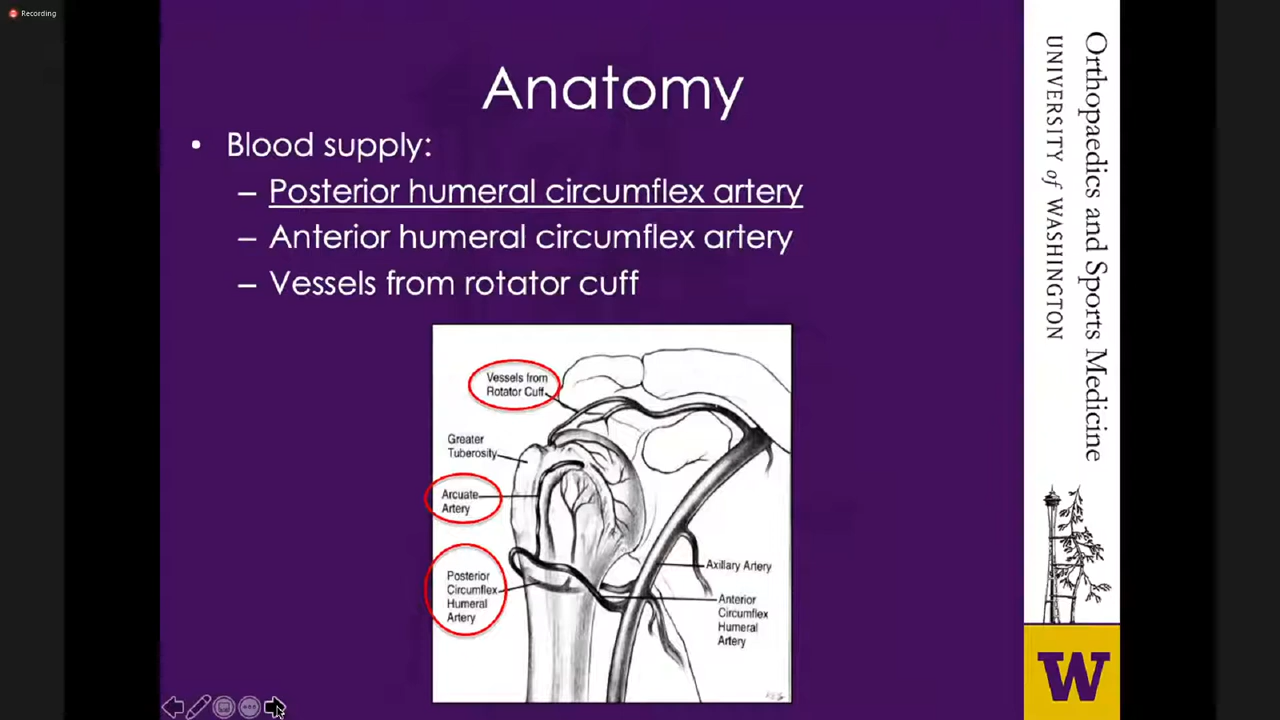 Recording
Anatomy
• Blood supply:
– Posterior humeral circumflex artery
– Anterior humeral circumflex artery
– Vessels from rotator cuff
Vessels from
Rotator Cuff
Greater
Tuberosity
Arcuate
Artery
Posterior
Circumflex
Humeral
Artery
Axillary Artery
Anterior
Circumflex
Humeral
Artery
Orthopaedics and Sports Medicine
UNIVERSITY of WASHINGTON
W